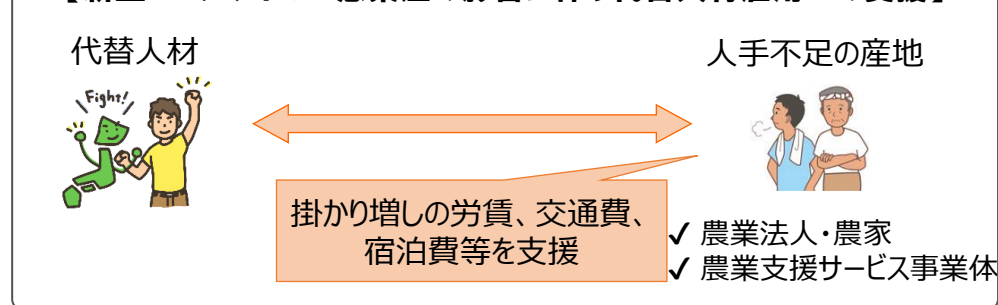 代替人材
人手不足の産地
Fight!
掛かり増しの労賃、交通費、
宿泊費等を支援
✓ 農業法人・農家
✓ 農業支援サービス事業体